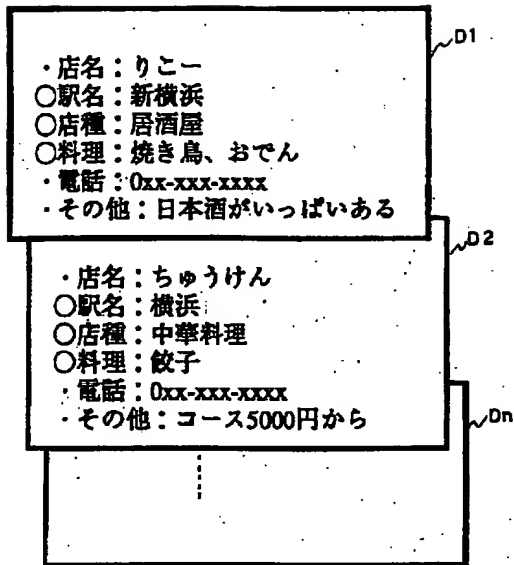 D1
・店名：りこー
○駅名：新横浜
○店種：居酒屋
○料理：焼き鳥、おでん
・電話：0xx-xxx-xxxx
・その他：日本酒がいっぱいある
D2
・店名：ちゅうけん
○駅名：横浜
○店種：中華料理
○料理：餃子
・電話：0xx-xxx-xxxx
・その他：コース5000円から
Dn